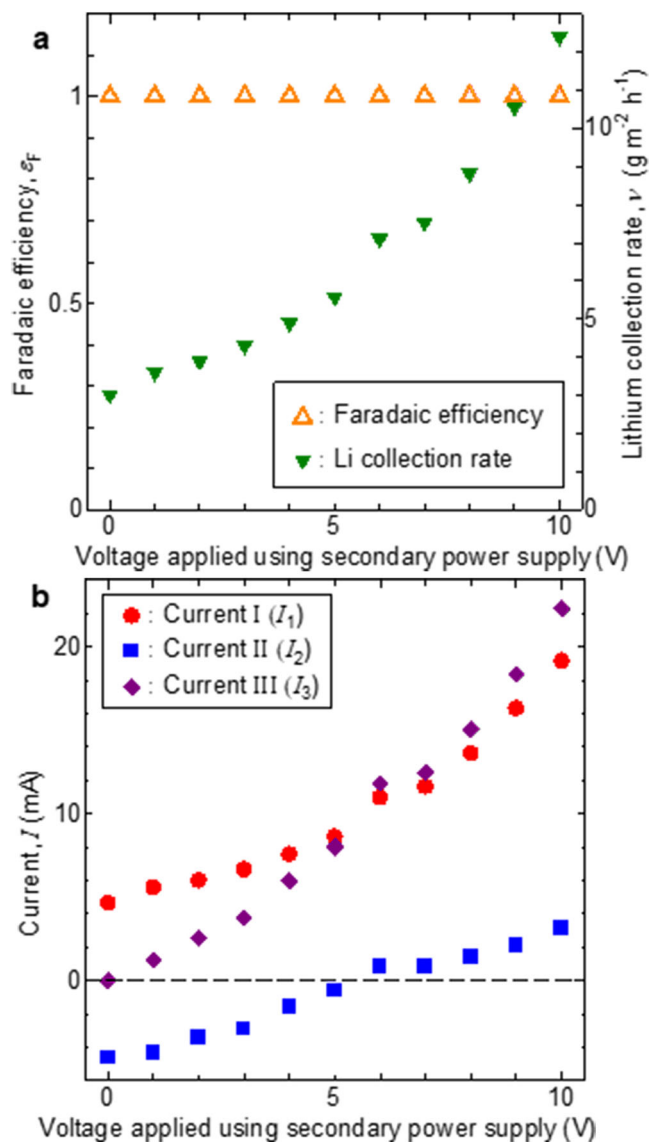 a
Faradaic efficiency, εF
1
0.5
0
Lithium collection rate, ν (g m-2 h-1)
10
5
0
: Faradaic efficiency
: Li collection rate
0 5 10
Voltage applied using secondary power supply (V)
b
: Current I (I1)
: Current II (I2)
: Current III (I3)
Current, I (mA)
20
10
0
0 5 10
Voltage applied using secondary power supply (V)